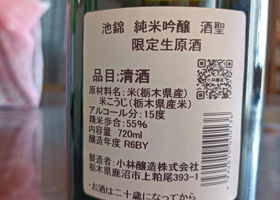 池錦 純米吟醸 酒聖
限定生原酒
品目:清酒
原材料名:米(栃木県産)
米こうじ(栃木県産米)
アルコール分:15度
精米歩合:55%
内容量 720ml
醸造年度 R6BY
製造者:小林醸造株式会社
栃木県鹿沼市上粕尾393-1
お酒は二十歳になってから